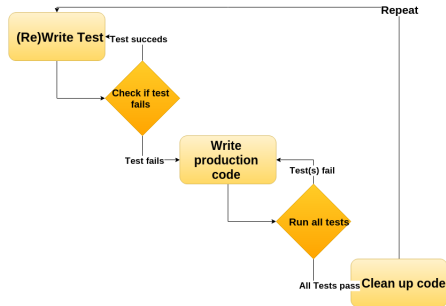 Repeat
(Re)Write Test
Test succeds
Check if test
fails
Test fails
Write
production
code
Test(s) fail
Run all tests
All Tests pass
Clean up code